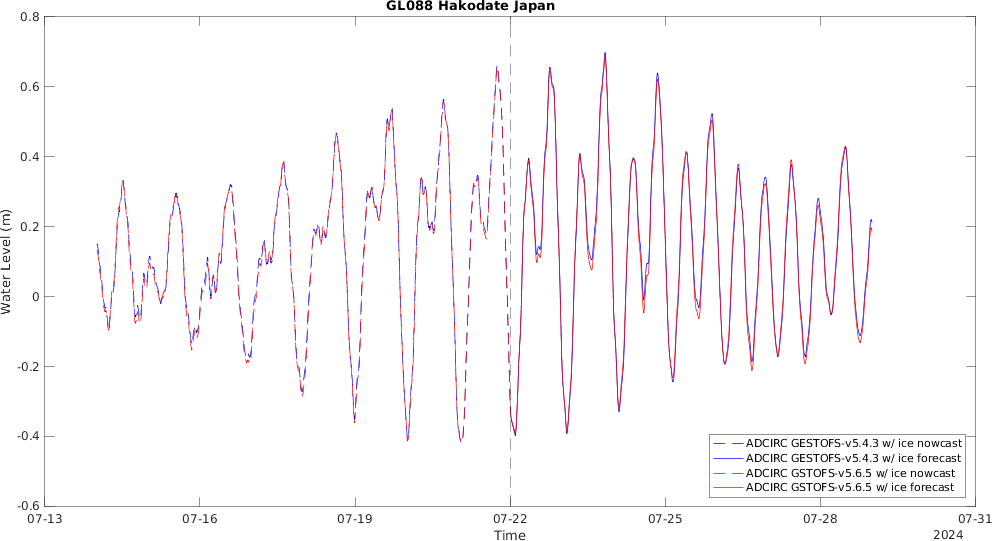 GL088 Hakodate Japan
0.8
0.6
0.4
0.2
0
-0.2
-0.4
-0.6
Water Level (m)
ADCIRC GESTOFS-v5.4.3 w/ ice nowcast
ADCIRC GESTOFS-v5.4.3 w/ ice forecast
ADCIRC GSTOFS-v5.6.5 w/ ice nowcast
ADCIRC GSTOFS-v5.6.5 w/ ice forecast
07-13 07-16 07-19 07-22 07-25 07-28 07-31
Time
2024